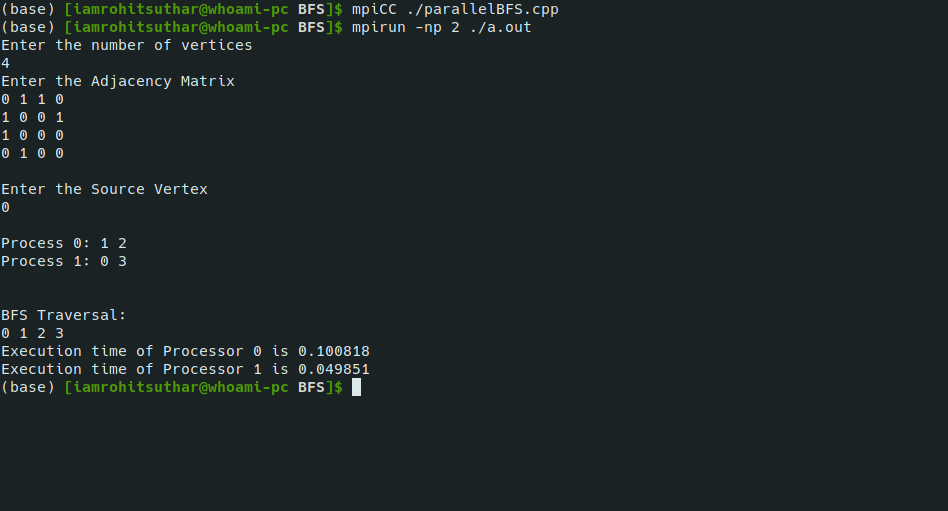 (base) [iamrohitsuthar@whoami-pc BFS]$ mpiCC ./parallelBFS.cpp
(base) [iamrohitsuthar@whoami-pc BFS]$ mpirun -np 2 ./a.out
Enter the number of vertices
4
Enter the Adjacency Matrix
0 1 1 0
1 0 0 1
1 0 0 0
0 1 0 0
Enter the Source Vertex
0
Process 0: 1 2
Process 1: 0 3
BFS Traversal:
0 1 2 3
Execution time of Processor 0 is 0.100818
Execution time of Processor 1 is 0.049851
(base) [iamrohitsuthar@whoami-pc BFS]$